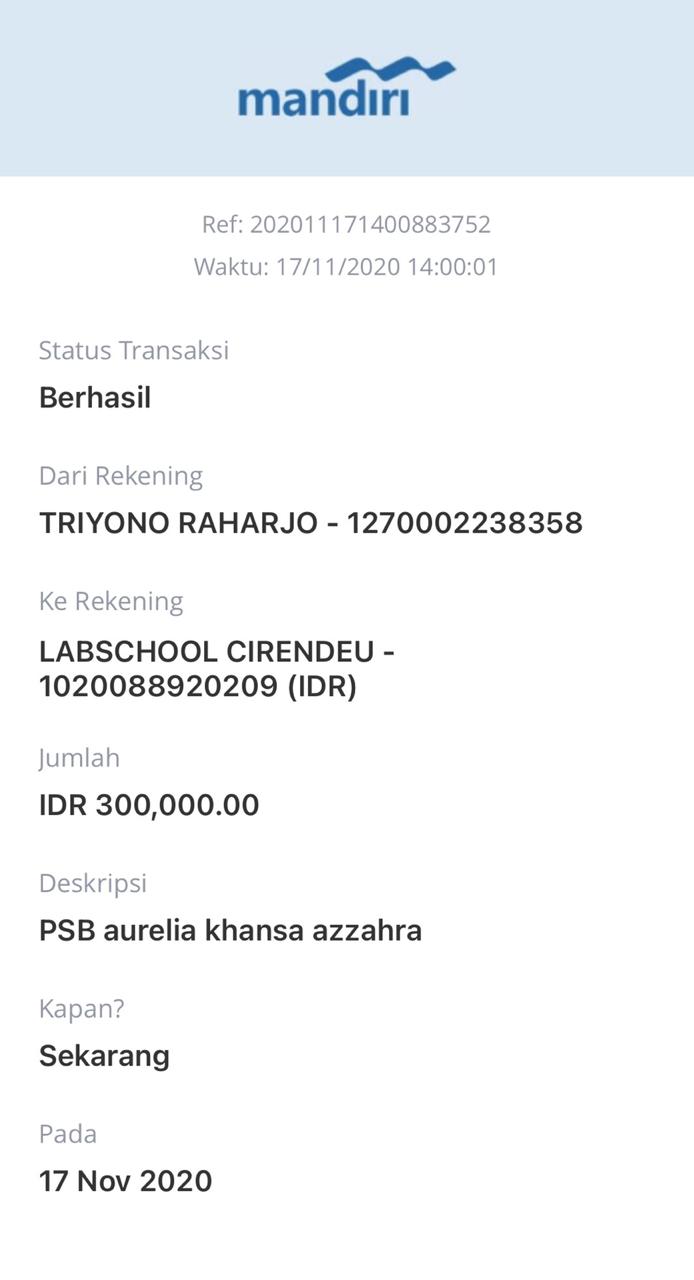 mandiri
Ref: 202011171400883752
Waktu: 17/11/2020 14:00:01
Status Transaksi
Berhasil
Dari Rekening
TRIYONO RAHARJO - 1270002238358
Ke Rekening
LABSCHOOL CIRENDEU -
1020088920209 (IDR)
Jumlah
IDR 300,000.00
Deskripsi
PSB aurelia khansa azzahra
Kapan?
Sekarang
Pada
17 Nov 2020